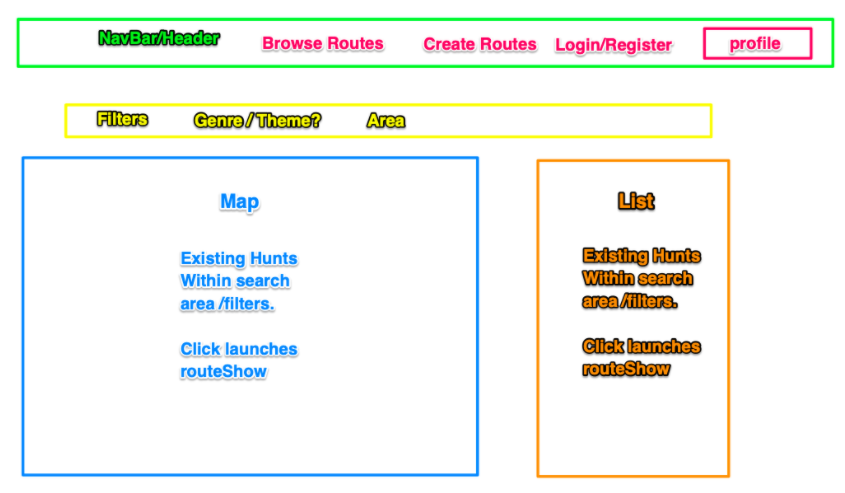 NavBar/Header Browse Routes Create Routes Login/Register profile
Filters Genre / Theme? Area
Map
Existing Hunts
Within search
area /filters.
Click launches
routeShow
List
Existing Hunts
Within search
area /filters.
Click launches
routeShow